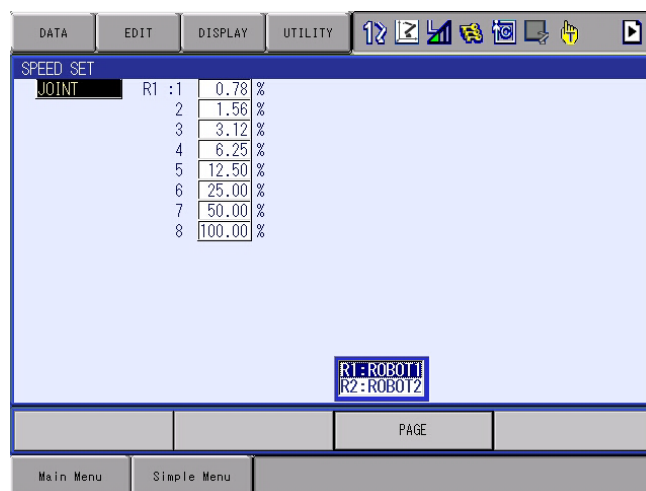 DATA EDIT DISPLAY UTILITY
SPEED SET
JOINT R1 :1 0.78 %
2 1.56 %
3 3.12 %
4 6.25 %
5 12.50 %
6 25.00 %
7 50.00 %
8 100.00 %
R1:ROBOT1
R2:ROBOT2
PAGE
Main Menu Simple Menu